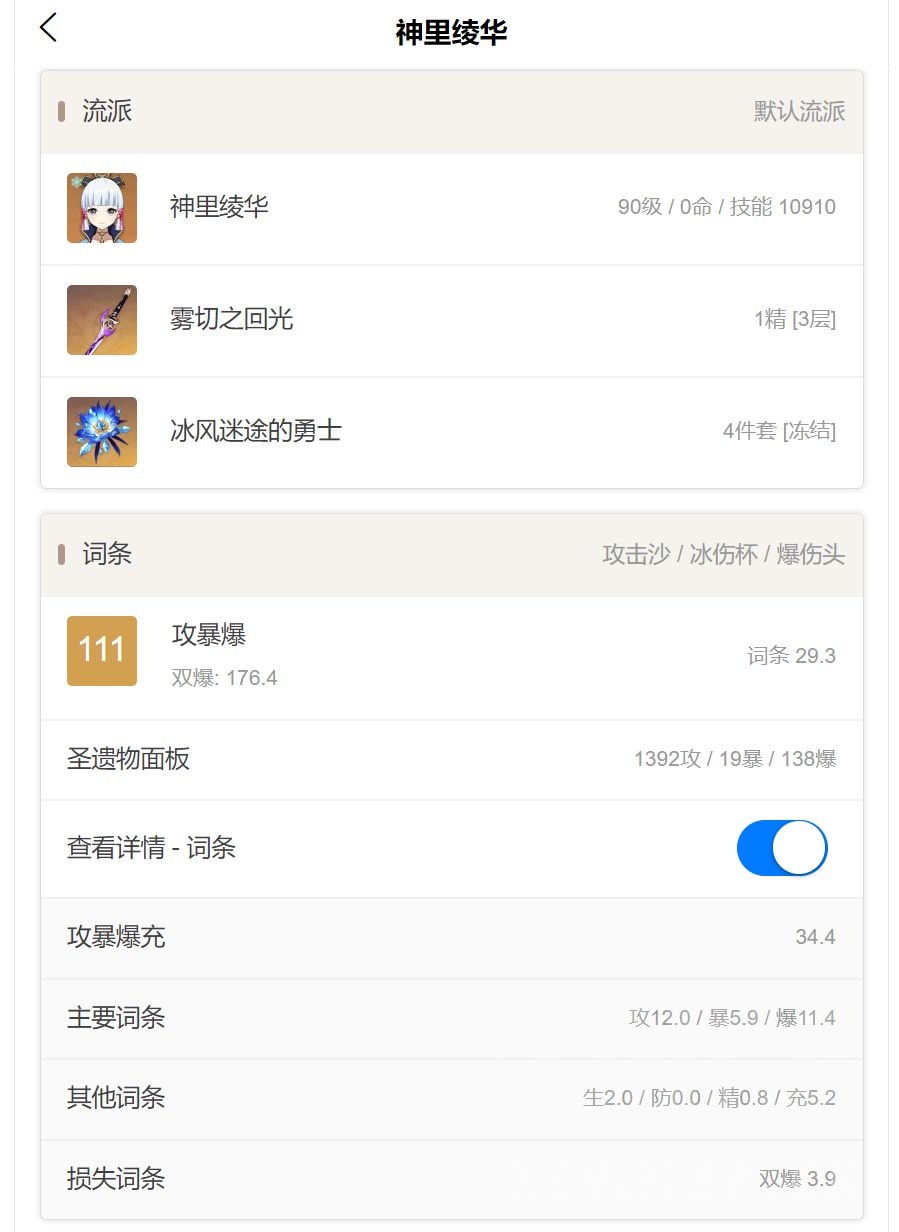 神里绫华
流派 默认流派
神里绫华 90级 / 0命 / 技能 10910
雾切之回光 1精 [3层]
冰风迷途的勇士 4件套 [冻结]
词条 攻击沙 / 冰伤杯 / 爆伤头
111 攻暴爆 词条 29.3
双爆: 176.4
圣遗物面板 1392攻 / 19暴 / 138爆
查看详情 - 词条
攻暴爆充 34.4
主要词条 攻12.0 / 暴5.9 / 爆11.4
其他词条 生2.0 / 防0.0 / 精0.8 / 充5.2
损失词条 双爆 3.9